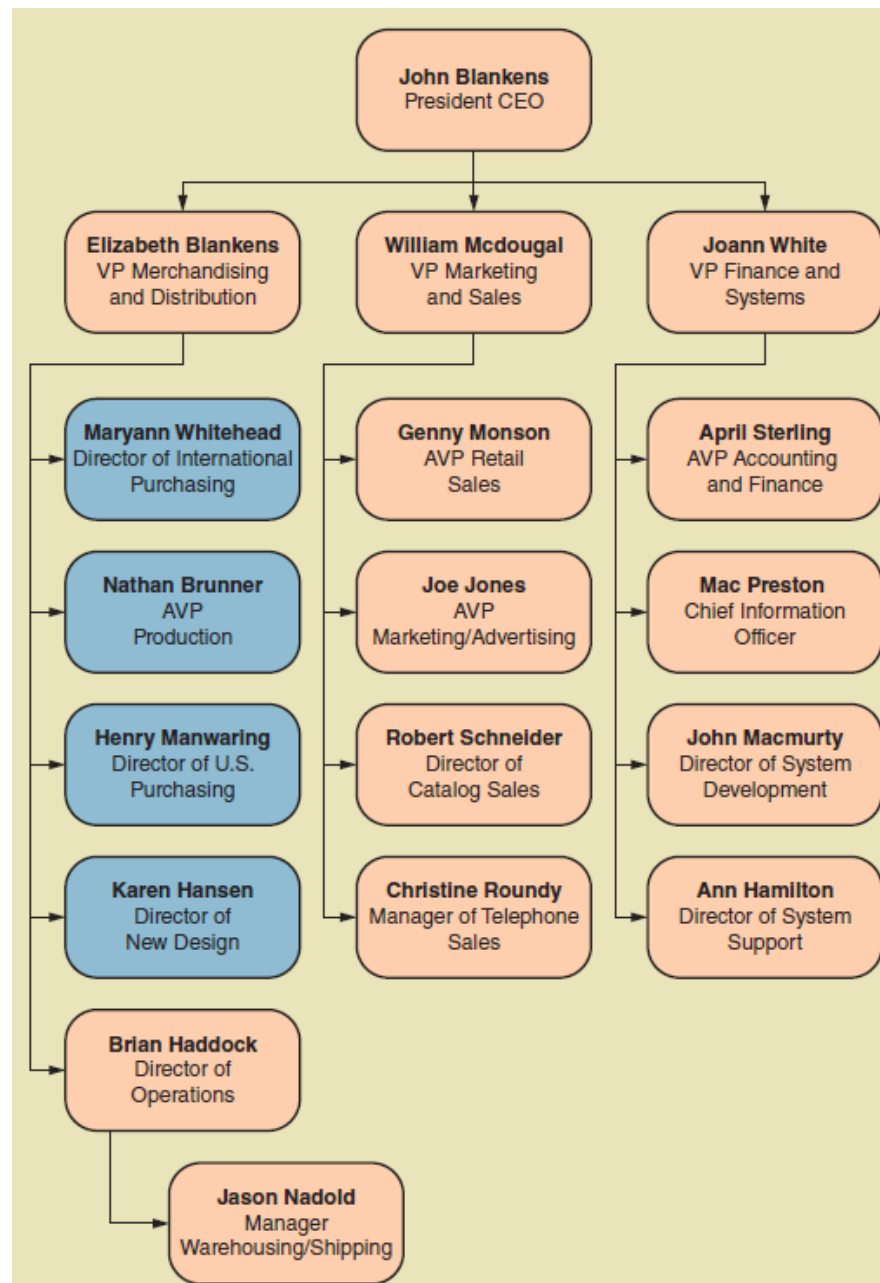 John Blankens
President CEO
Elizabeth Blankens
VP Merchandising
and Distribution
William Mcdougal
VP Marketing
and Sales
Joann White
VP Finance and
Systems
Maryann Whitehead
Director of International
Purchasing
Genny Monson
AVP Retail
Sales
April Sterling
AVP Accounting
and Finance
Nathan Brunner
AVP
Production
Joe Jones
AVP
Marketing/Advertising
Mac Preston
Chief Information
Officer
Henry Manwaring
Director of U.S.
Purchasing
Robert Schneider
Director of
Catalog Sales
John Macmurty
Director of System
Development
Karen Hansen
Director of
New Design
Christine Roundy
Manager of Telephone
Sales
Ann Hamilton
Director of System
Support
Brian Haddock
Director of
Operations
Jason Nadold
Manager
Warehousing/Shipping